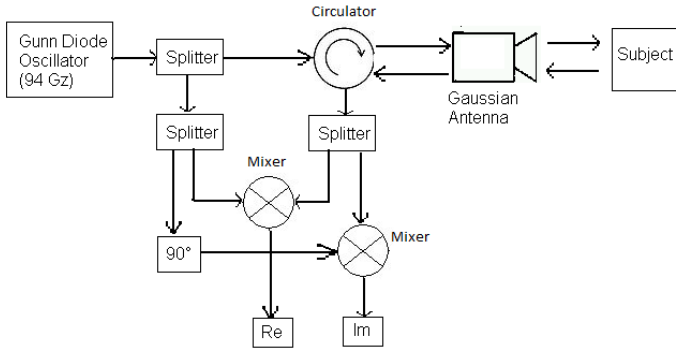 Circulator
Gunn Diode
Oscillator
(94 Gz)
Splitter
Subject
Gaussian
Antenna
Splitter
Splitter
Mixer
Mixer
90°
Re
Im